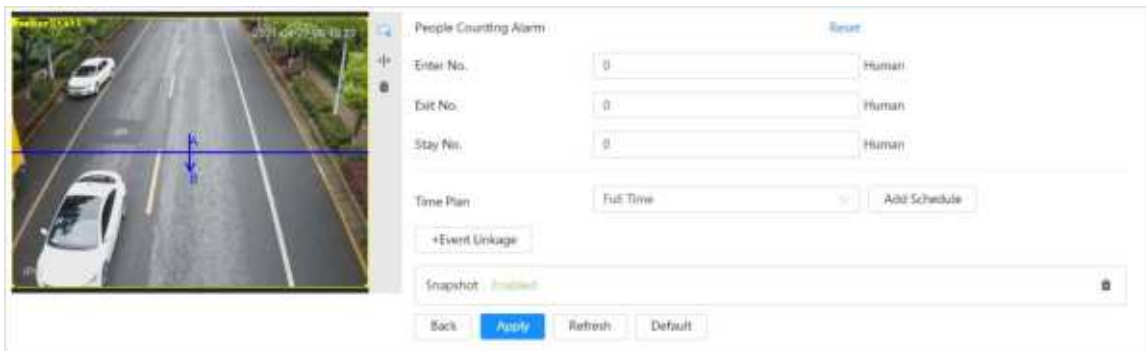 People Counting Alarm
Reset
Enter No.
0
Human
Exit No.
0
Human
Stay No.
0
Human
Time Plan
Full Time
Add Schedule
+Event Linkage
Snapshot
Enabled
Back
Apply
Refresh
Default
A
B